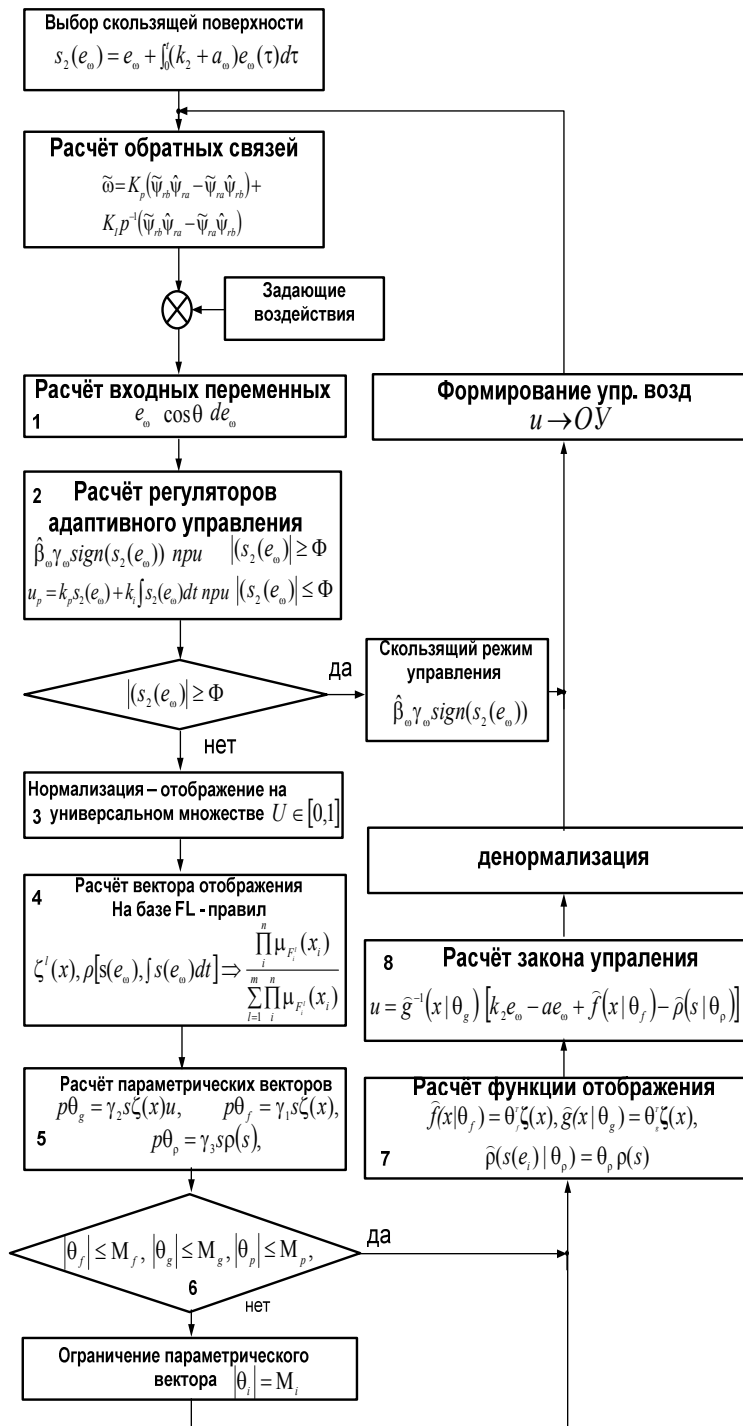 Выбор скользящей поверхности
s₂(e_ω) = e_ω + ∫₀ᵗ(k₂ + a_ω)e_ω(τ)dτ
Расчёт обратных связей
ω̃=K_p(ψ̃_rb ψ̂_ra − ψ̃_ra ψ̂_rb)+
K_I p⁻¹(ψ̃_rb ψ̂_ra − ψ̃_ra ψ̂_rb)
Задающие
воздействия
Расчёт входных переменных
1 e_ω cosθ de_ω
2 Расчёт регуляторов
адаптивного управления
β̂_ω γ_ω sign(s₂(e_ω)) при |(s₂(e_ω)| ≥ Φ
u_p = k_p s₂(e_ω) + k_i ∫ s₂(e_ω)dt при |(s₂(e_ω)| ≤ Φ
|(s₂(e_ω)| ≥ Φ
да
нет
Скользящий режим
управления
β̂_ω γ_ω sign(s₂(e_ω))
Нормализация – отображение на
3 универсальном множестве U ∈ [0,1]
4 Расчёт вектора отображения
На базе FL - правил
ζˡ(x), ρ[s(e_ω), ∫ s(e_ω)dt] ⇒ ∏ᵢⁿ μ_{Fᵢˡ}(xᵢ) / ∑_{l=1}^m ∏ᵢⁿ μ_{Fᵢˡ}(xᵢ)
Расчёт параметрических векторов
pθ_g = γ₂sζ(x)u, pθ_f = γ₁sζ(x),
5 pθ_ρ = γ₃sρ(s),
|θ_f| ≤ M_f, |θ_g| ≤ M_g, |θ_p| ≤ M_p,
6
да
нет
Ограничение параметрического
вектора |θ_i| = M_i
Расчёт функции отображения
f̂(x|θ_f) = θ_fᵀζ(x), ĝ(x|θ_g) = θ_gᵀζ(x),
7 ρ̂(s(e_i) | θ_ρ) = θ_ρ ρ(s)
8 Расчёт закона упраления
u = ĝ⁻¹(x | θ_g) [k₂e_ω − ae_ω + f̂(x | θ_f) − ρ̂(s | θ_ρ)]
денормализация
Формирование упр. возд
u → ОУ